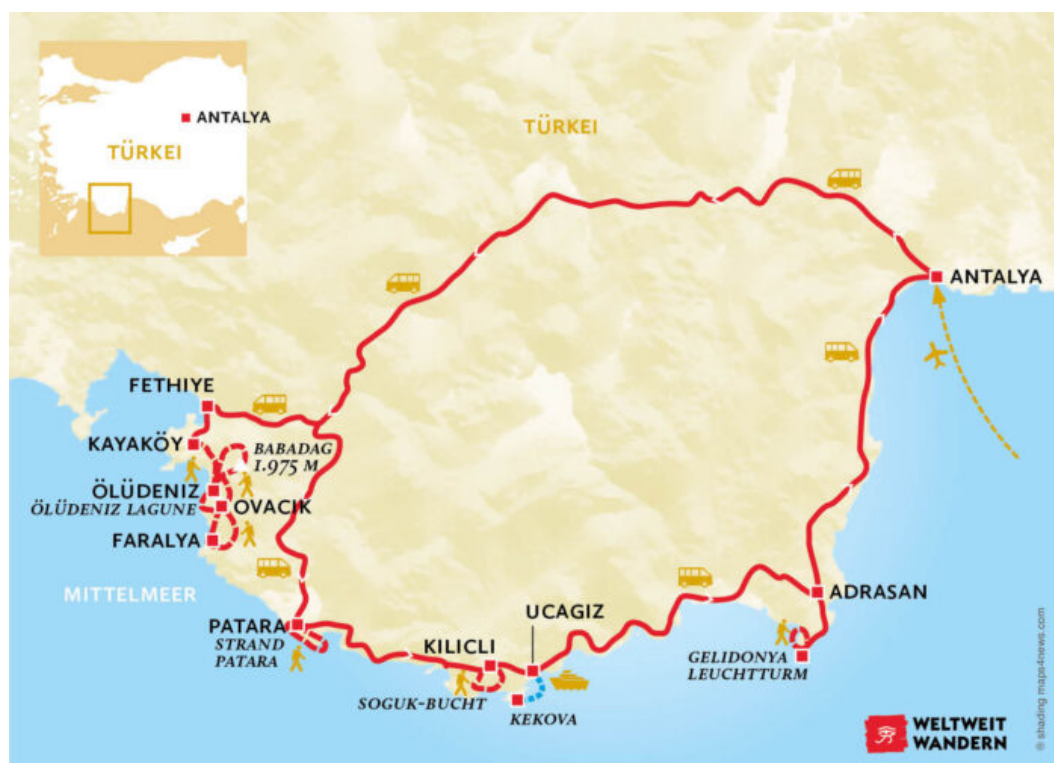 ANTALYA
TÜRKEI
TÜRKEI
ANTALYA
FETHIYE
KAYAKÖY
BABADAG
1.975 M
ÖLÜDENIZ
ÖLÜDENIZ LAGUNE
OVACIK
FARALYA
MITTELMEER
ADRASAN
PATARA
STRAND
PATARA
UCAGIZ
KILICLI
GELIDONYA
LEUCHTTURM
SOGUK-BUCHT
KEKOVA
WELTWEIT
WANDERN
® shading maps4news.com